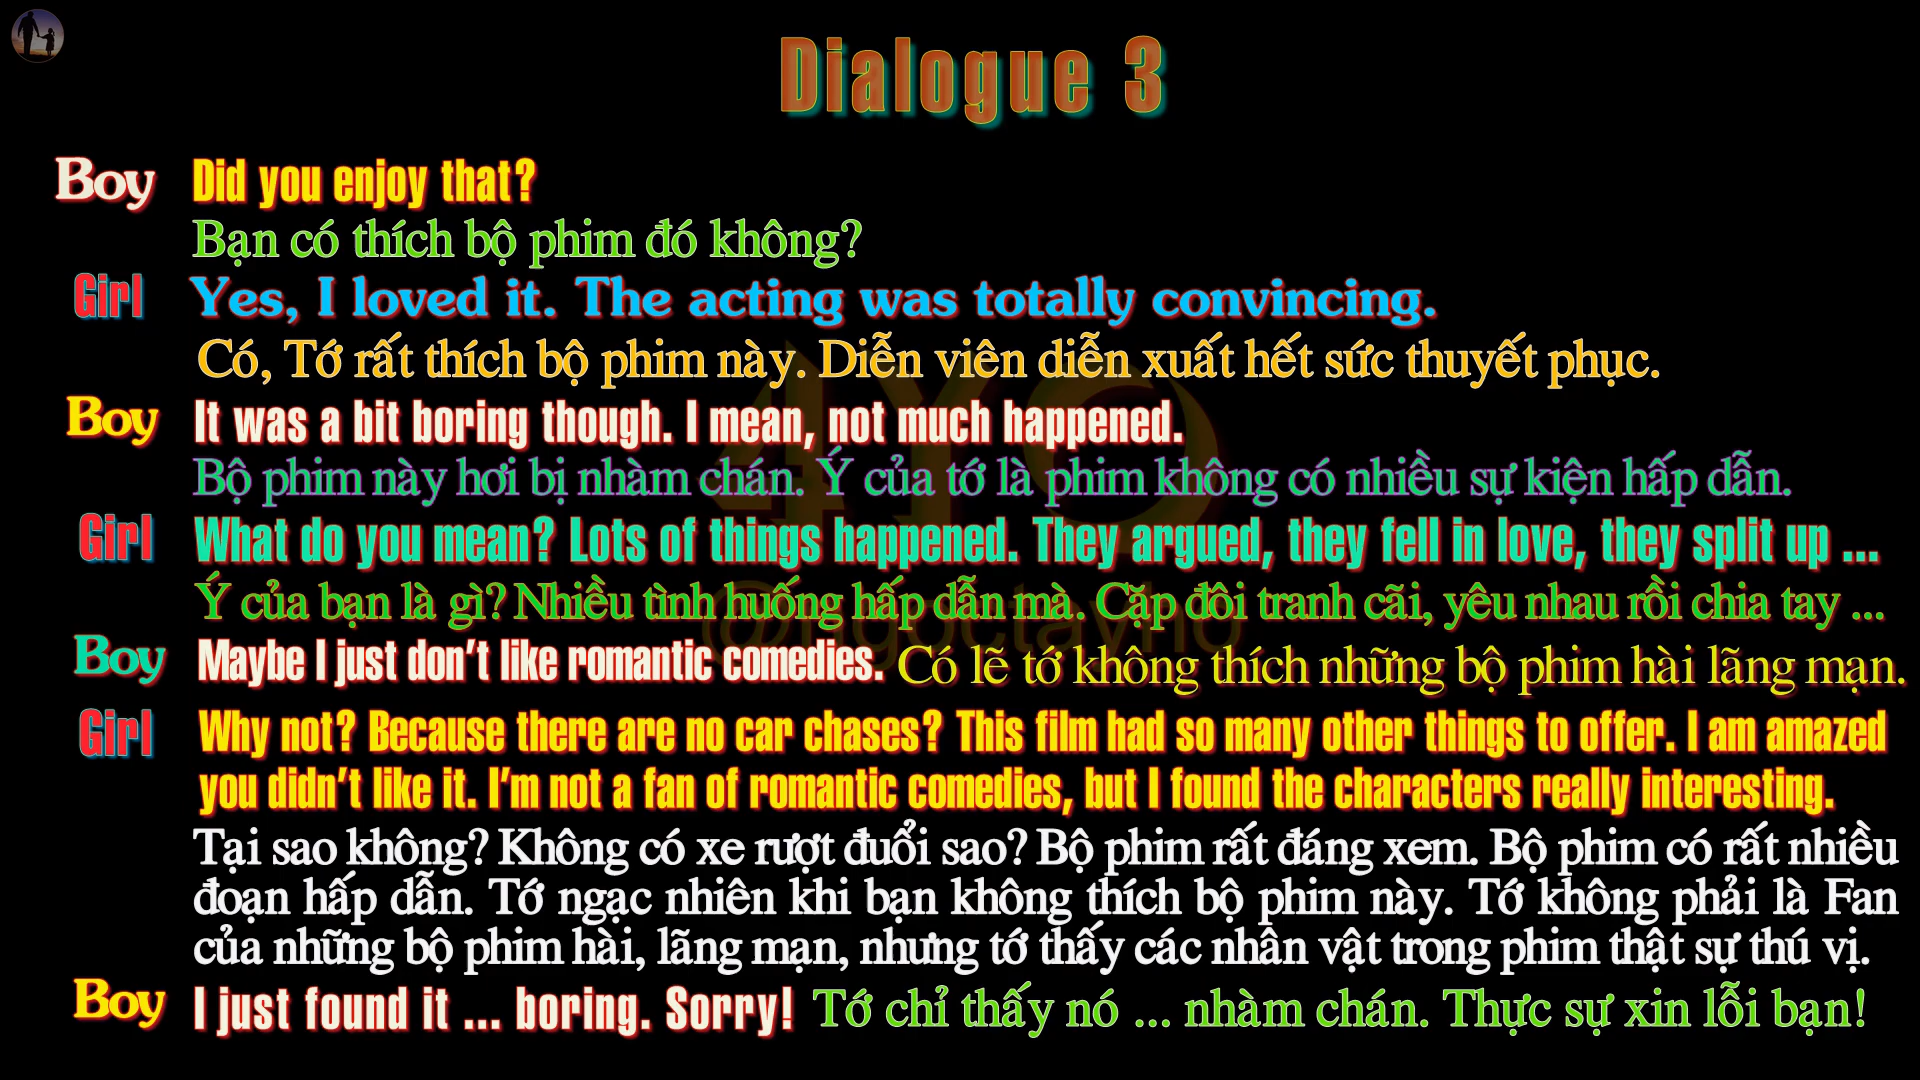 Dialogue 3
Boy Did you enjoy that?
Bạn có thích bộ phim đó không?
Girl Yes, I loved it. The acting was totally convincing.
Có, Tớ rất thích bộ phim này. Diễn viên diễn xuất hết sức thuyết phục.
Boy It was a bit boring though. I mean, not much happened.
Bộ phim này hơi bị nhàm chán. Ý của tớ là phim không có nhiều sự kiện hấp dẫn.
Girl What do you mean? Lots of things happened. They argued, they fell in love, they split up ...
Ý của bạn là gì? Nhiều tình huống hấp dẫn mà. Cặp đôi tranh cãi, yêu nhau rồi chia tay ...
Boy Maybe I just don't like romantic comedies. Có lẽ tớ không thích những bộ phim hài lãng mạn.
Girl Why not? Because there are no car chases? This film had so many other things to offer. I am amazed
you didn't like it. I'm not a fan of romantic comedies, but I found the characters really interesting.
Tại sao không? Không có xe rượt đuổi sao? Bộ phim rất đáng xem. Bộ phim có rất nhiều
đoạn hấp dẫn. Tớ ngạc nhiên khi bạn không thích bộ phim này. Tớ không phải là Fan
của những bộ phim hài, lãng mạn, nhưng tớ thấy các nhân vật trong phim thật sự thú vị.
Boy I just found it ... boring. Sorry! Tớ chỉ thấy nó ... nhàm chán. Thực sự xin lỗi bạn!
4YO
@ngoctayho